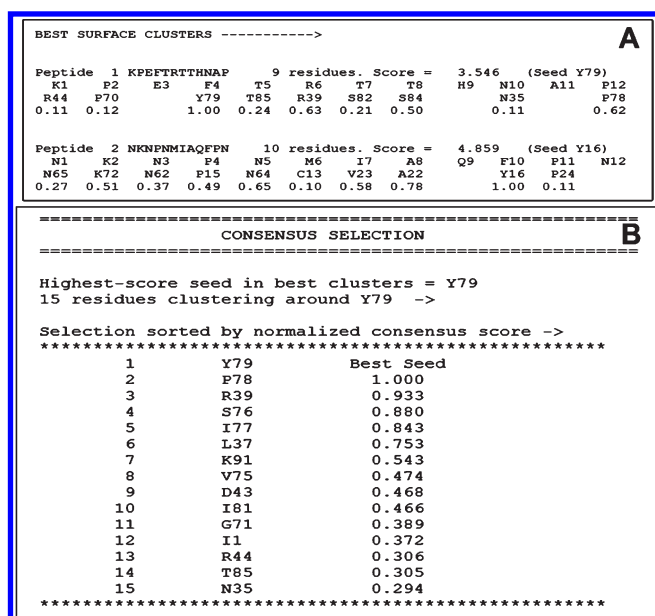 A
BEST SURFACE CLUSTERS ----------->
Peptide 1 KPEFTRTTHNAP 9 residues. Score = 3.546 (Seed Y79)
K1 P2 E3 F4 T5 R6 T7 T8 H9 N10 A11 P12
R44 P70 Y79 T85 R39 S82 S84 N35 P78
0.11 0.12 1.00 0.24 0.63 0.21 0.50 0.11 0.62
Peptide 2 NKNPNMIAQFPN 10 residues. Score = 4.859 (Seed Y16)
N1 K2 N3 P4 N5 M6 I7 A8 Q9 F10 P11 N12
N65 K72 N62 P15 N64 C13 V23 A22 Y16 P24
0.27 0.51 0.37 0.49 0.65 0.10 0.58 0.78 1.00 0.11
B
========================================================
CONSENSUS SELECTION
========================================================
Highest-score seed in best clusters = Y79
15 residues clustering around Y79 ->
Selection sorted by normalized consensus score ->
*****************************************************
1 Y79 Best Seed
2 P78 1.000
3 R39 0.933
4 S76 0.880
5 I77 0.843
6 L37 0.753
7 K91 0.543
8 V75 0.474
9 D43 0.468
10 I81 0.466
11 G71 0.389
12 I1 0.372
13 R44 0.306
14 T85 0.305
15 N35 0.294
*****************************************************